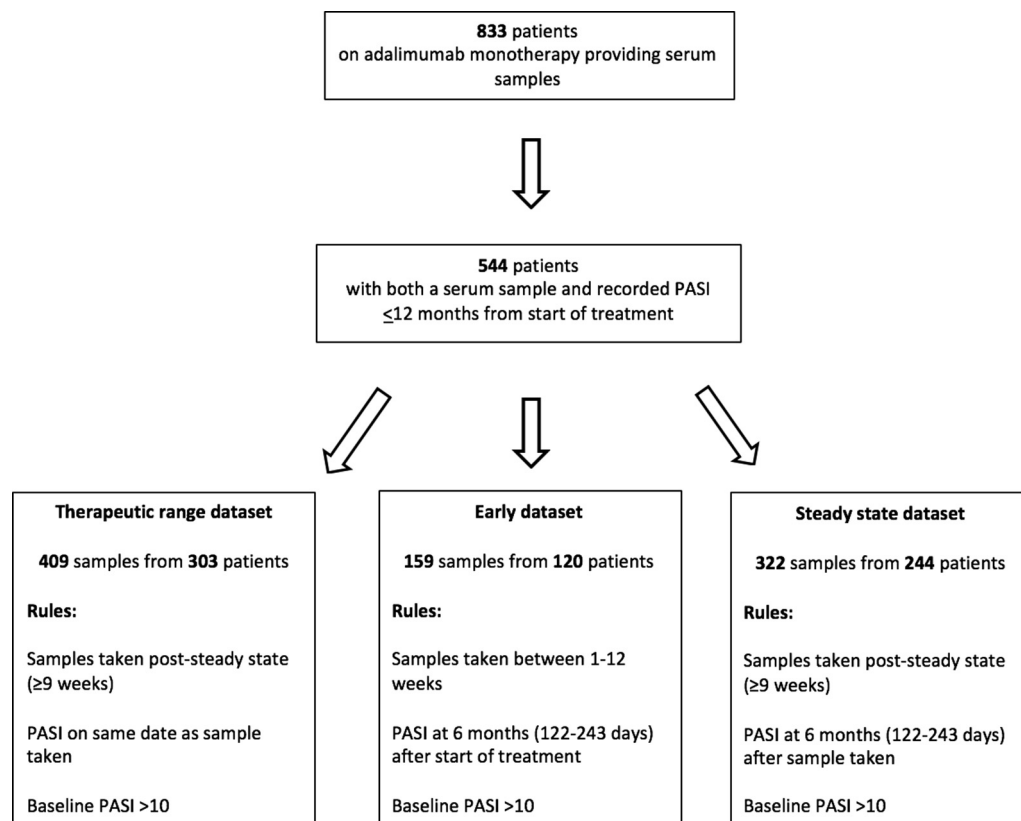 833 patients
on adalimumab monotherapy providing serum
samples
544 patients
with both a serum sample and recorded PASI
≤12 months from start of treatment
Therapeutic range dataset
409 samples from 303 patients
Rules:
Samples taken post-steady state
(≥9 weeks)
PASI on same date as sample
taken
Baseline PASI >10
Early dataset
159 samples from 120 patients
Rules:
Samples taken between 1-12
weeks
PASI at 6 months (122-243 days)
after start of treatment
Baseline PASI >10
Steady state dataset
322 samples from 244 patients
Rules:
Samples taken post-steady state
(≥9 weeks)
PASI at 6 months (122-243 days)
after sample taken
Baseline PASI >10